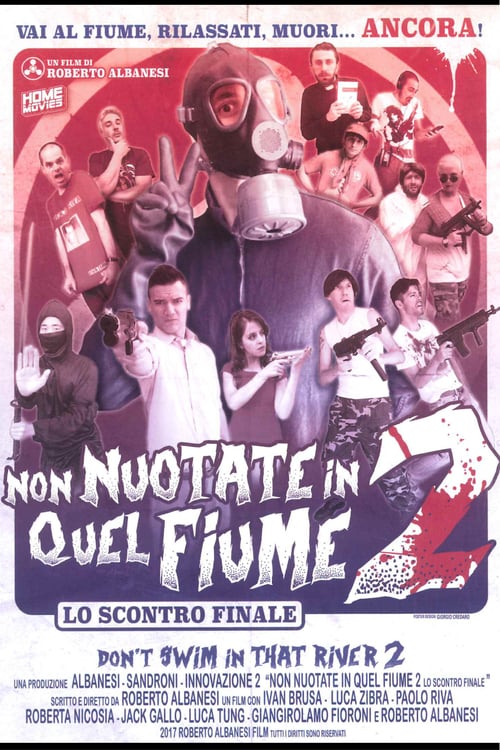 VAI AL FIUME, RILASSATI, MUORI... ANCORA!
UN FILM DI
ROBERTO ALBANESI
HOME
MOVIES
NON NUOTATE IN
QUEL FIUME 2
LO SCONTRO FINALE
POSTER DESIGN: GIORGIO CREDARO
DON'T SWIM IN THAT RIVER 2
UNA PRODUZIONE ALBANESI - SANDRONI - INNOVAZIONE 2 "NON NUOTATE IN QUEL FIUME 2 LO SCONTRO FINALE"
SCRITTO E DIRETTO DA ROBERTO ALBANESI UN FILM CON IVAN BRUSA - LUCA ZIBRA - PAOLO RIVA
ROBERTA NICOSIA - JACK GALLO - LUCA TUNG - GIANGIROLAMO FIORONI E ROBERTO ALBANESI
2017 ROBERTO ALBANESI FILM TUTTI I DIRITTI SONO RISERVATI